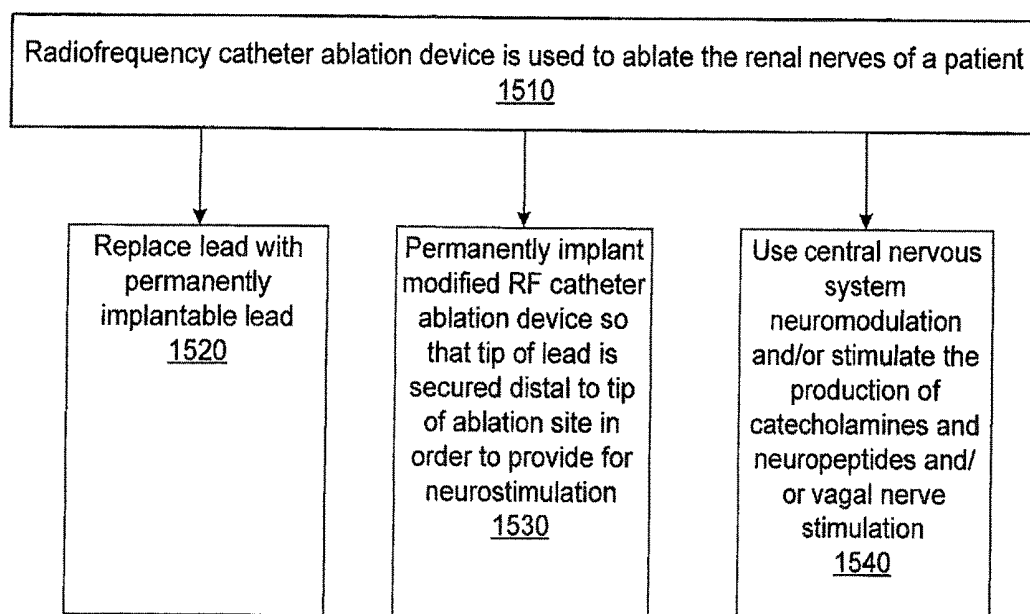 Radiofrequency catheter ablation device is used to ablate the renal nerves of a patient
1510
Replace lead with
permanently
implantable lead
1520
Permanently implant
modified RF catheter
ablation device so
that tip of lead is
secured distal to tip
of ablation site in
order to provide for
neurostimulation
1530
Use central nervous
system
neuromodulation
and/or stimulate the
production of
catecholamines and
neuropeptides and/
or vagal nerve
stimulation
1540